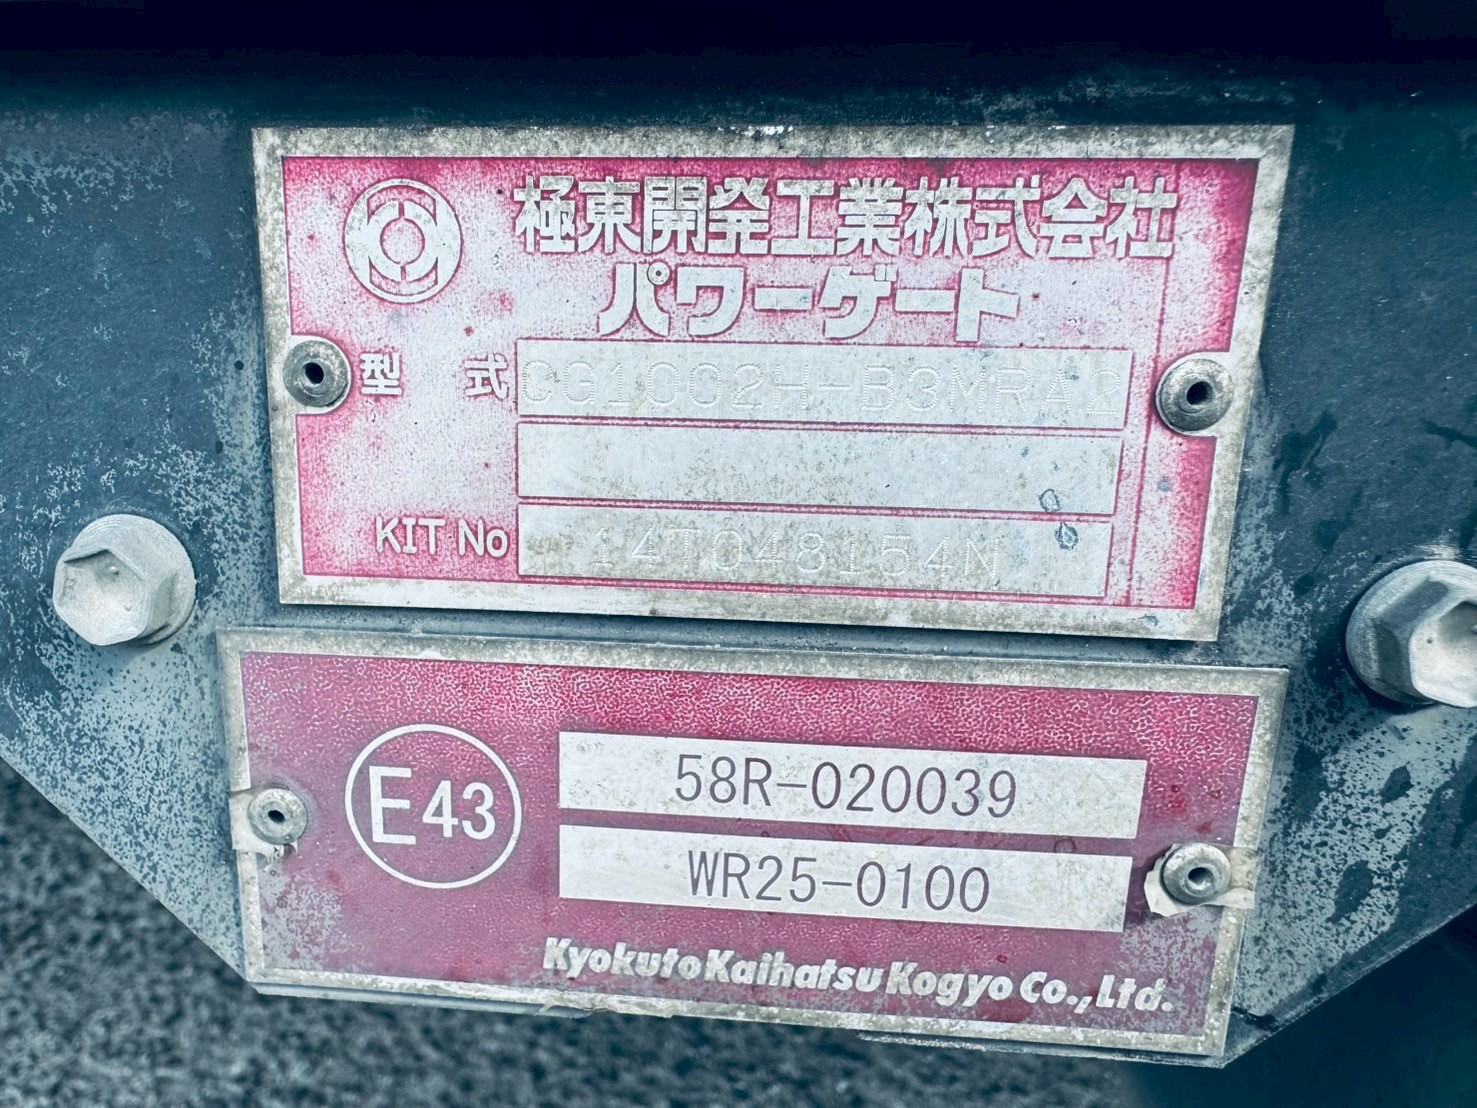 極東開発工業株式会社
パワーゲート
型 式 CG1002H-B3MRA2
KIT No 14T048154N
E43
58R-020039
WR25-0100
Kyokuto Kaihatsu Kogyo Co., Ltd.